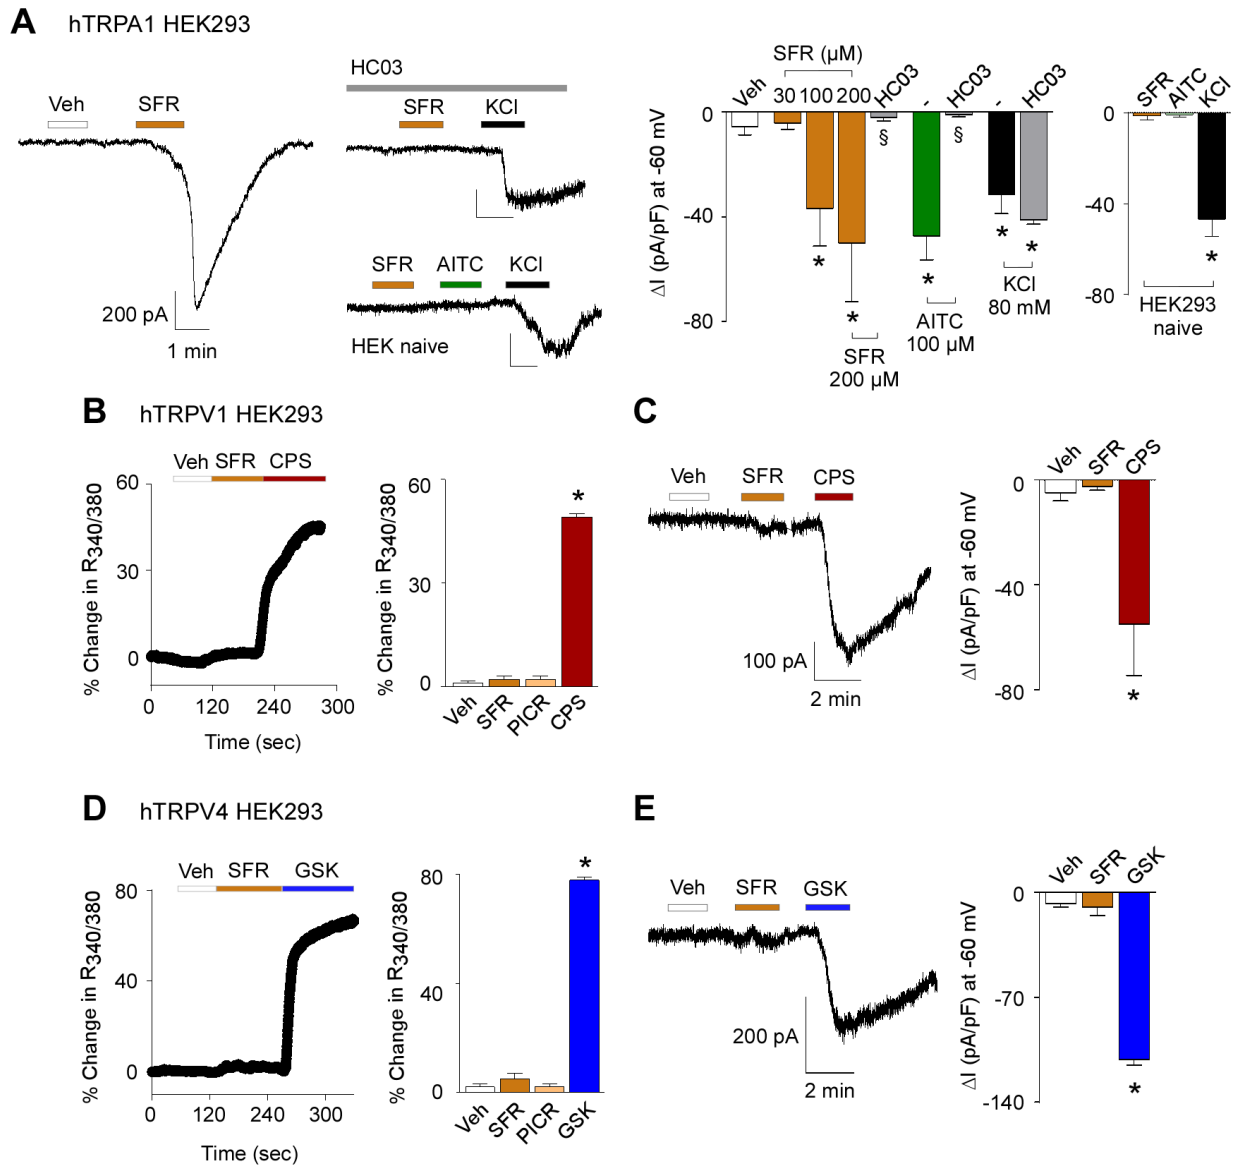 A hTRPA1 HEK293
Veh SFR
200 pA
1 min
HC03
SFR KCl
SFR AITC KCl
HEK naive
SFR (µM)
Veh 30 100 200 HC03 - HC03 - HC03
ΔI (pA/pF) at -60 mV
0
-40
-80
* * * * *
§ §
SFR
200 µM
AITC
100 µM
KCl
80 mM
SFR AITC KCl
0
-40
-80
*
HEK293
naive
B hTRPV1 HEK293
Veh SFR CPS
% Change in R340/380
60
30
0
0 120 240 300
Time (sec)
% Change in R340/380
60
30
0
*
Veh SFR PICR CPS
C
Veh SFR CPS
100 pA
2 min
ΔI (pA/pF) at -60 mV
Veh SFR CPS
0
-40
-80
*
D hTRPV4 HEK293
Veh SFR GSK
% Change in R340/380
80
40
0
0 120 240 300
Time (sec)
% Change in R340/380
80
40
0
*
Veh SFR PICR GSK
E
Veh SFR GSK
200 pA
2 min
ΔI (pA/pF) at -60 mV
Veh SFR GSK
0
-70
-140
*